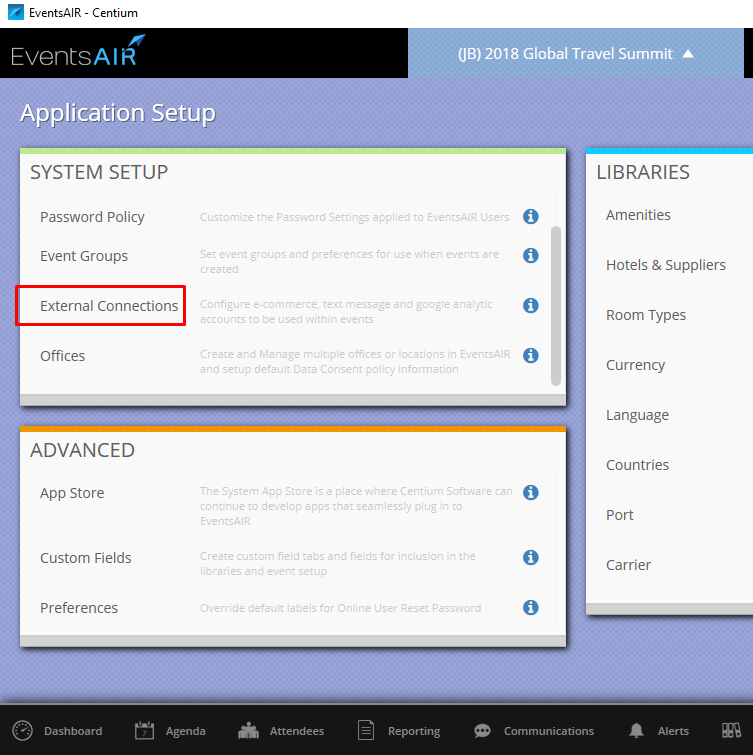 EventsAIR - Centium
EventsAIR
(JB) 2018 Global Travel Summit
Application Setup
SYSTEM SETUP
Password Policy
Customize the Password Settings applied to EventsAIR Users
Event Groups
Set event groups and preferences for use when events are
created
External Connections
Configure e-commerce, text message and google analytic
accounts to be used within events
Offices
Create and Manage multiple offices or locations in EventsAIR
and setup default Data Consent policy information
ADVANCED
App Store
The System App Store is a place where Centium Software can
continue to develop apps that seamlessly plug in to
EventsAIR
Custom Fields
Create custom field tabs and fields for inclusion in the
libraries and event setup
Preferences
Override default labels for Online User Reset Password
LIBRARIES
Amenities
Hotels & Suppliers
Room Types
Currency
Language
Countries
Port
Carrier
7
Dashboard
Agenda
Attendees
Reporting
Communications
Alerts